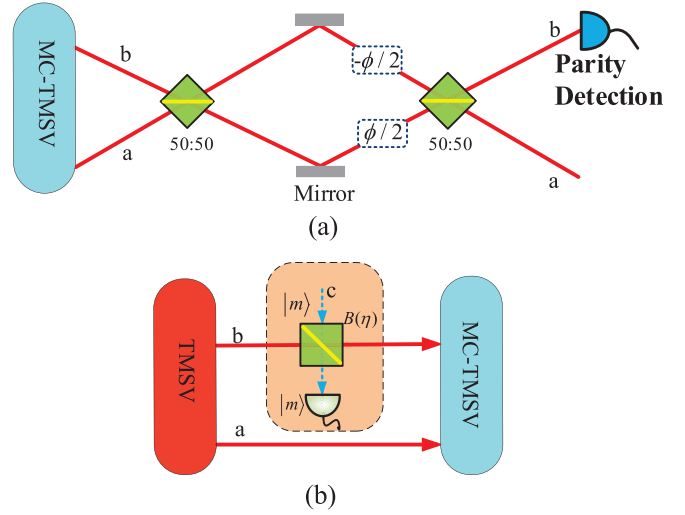 MC-TMSV
b
a
50:50
Mirror
-ϕ/2
ϕ/2
50:50
b
Parity
Detection
a
(a)
TMSV
b
a
|m⟩
c
B(η)
|m⟩
MC-TMSV
(b)